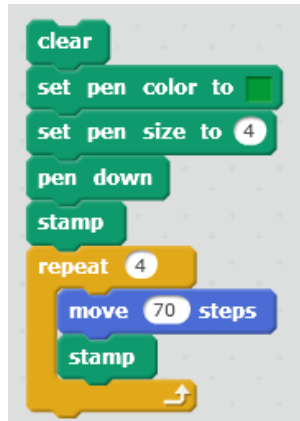 clear
set pen color to
set pen size to 4
pen down
stamp
repeat 4
move 70 steps
stamp